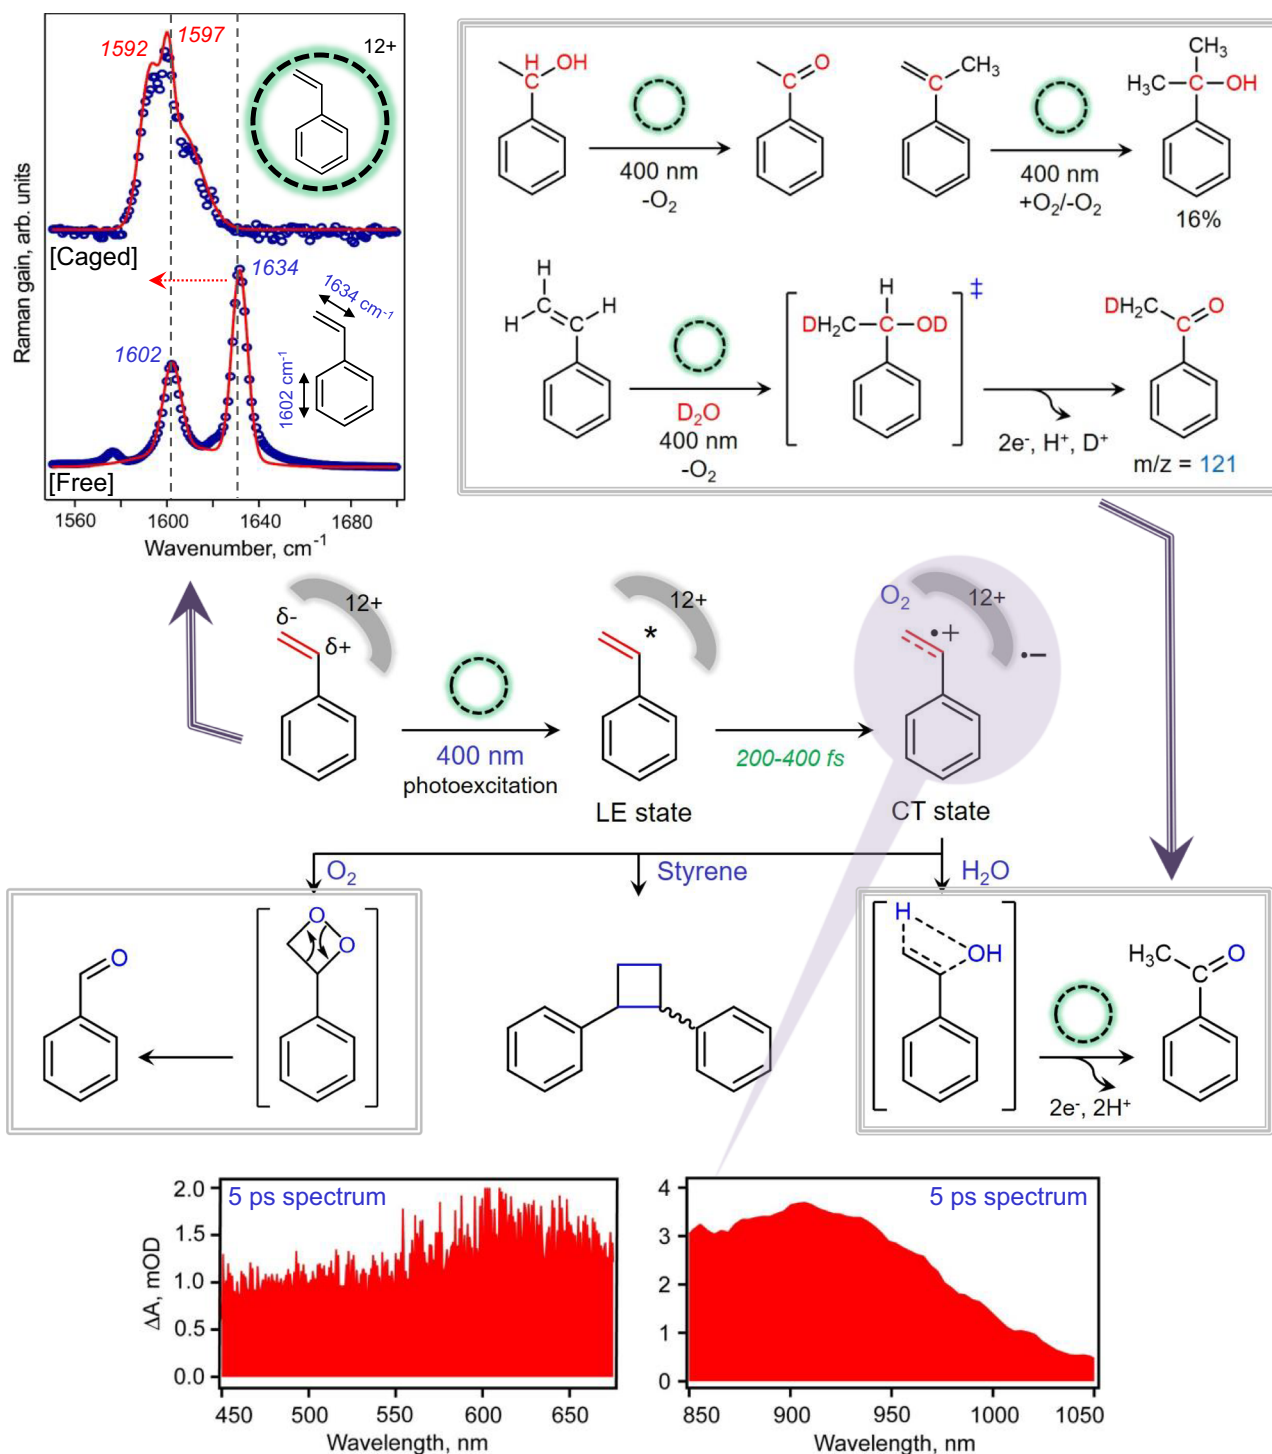 Raman gain, arb. units
1592
1597
12+
[Caged]
1634
1634 cm⁻¹
1602
1602 cm⁻¹
[Free]
1560 1600 1640 1680
Wavenumber, cm⁻¹
H
C OH
400 nm
-O₂
C O
CH₃
C
400 nm
+O₂/-O₂
CH₃
H₃C C OH
16%
H
C H
H C
D₂O
400 nm
-O₂
H
DH₂C C OD
‡
2e⁻, H⁺, D⁺
DH₂C O
C
m/z = 121
δ- 12+
δ+
400 nm
photoexcitation
12+
*
LE state
200-400 fs
O₂ 12+
•+
•−
CT state
O₂
Styrene
H₂O
O
O
O
H
OH
2e⁻, 2H⁺
H₃C O
C
5 ps spectrum
ΔA, mOD
2.0
1.5
1.0
0.5
0.0
450 500 550 600 650
Wavelength, nm
5 ps spectrum
4
3
2
1
0
850 900 950 1000 1050
Wavelength, nm